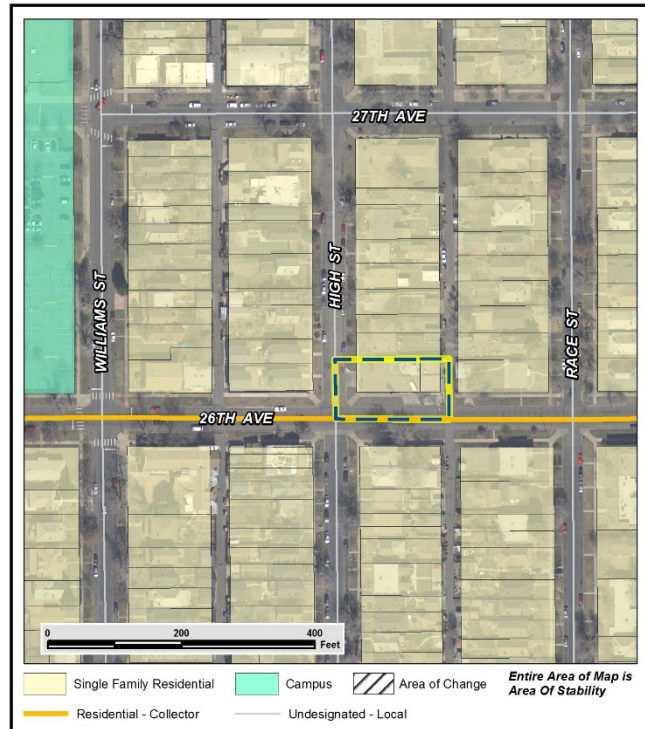 27TH AVE
WILLIAMS ST
HIGH ST
RACE ST
26TH AVE
0 200 400
Feet
Single Family Residential Campus Area of Change Entire Area of Map is
Area Of Stability
Residential - Collector Undesignated - Local